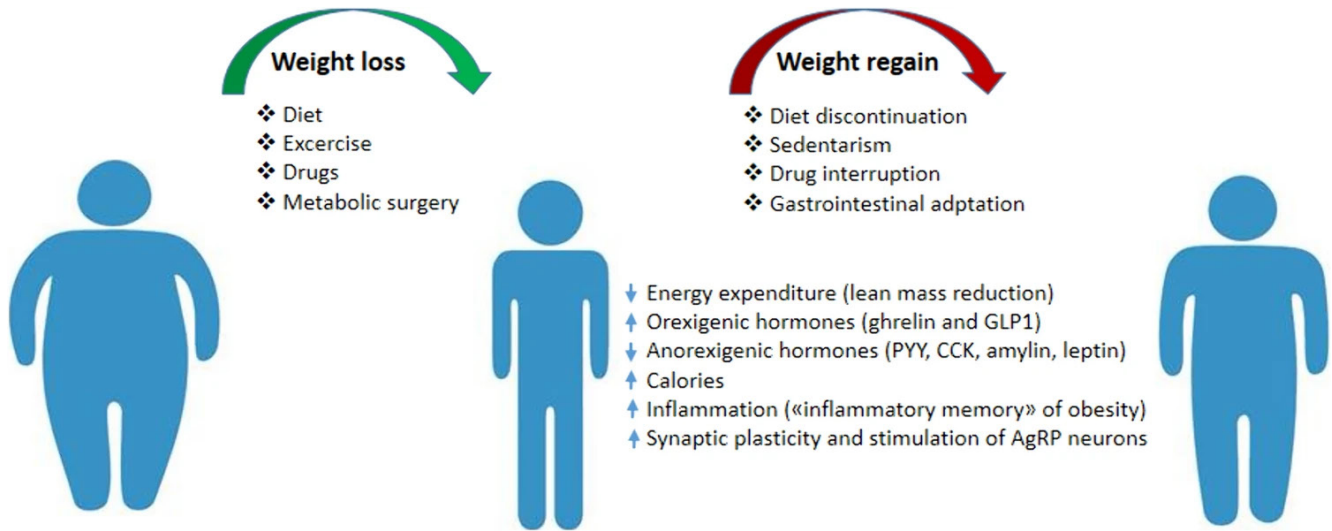 Weight loss
❖ Diet
❖ Excercise
❖ Drugs
❖ Metabolic surgery
Weight regain
❖ Diet discontinuation
❖ Sedentarism
❖ Drug interruption
❖ Gastrointestinal adptation
↓ Energy expenditure (lean mass reduction)
↑ Orexigenic hormones (ghrelin and GLP1)
↓ Anorexigenic hormones (PYY, CCK, amylin, leptin)
↑ Calories
↑ Inflammation («inflammatory memory» of obesity)
↑ Synaptic plasticity and stimulation of AgRP neurons